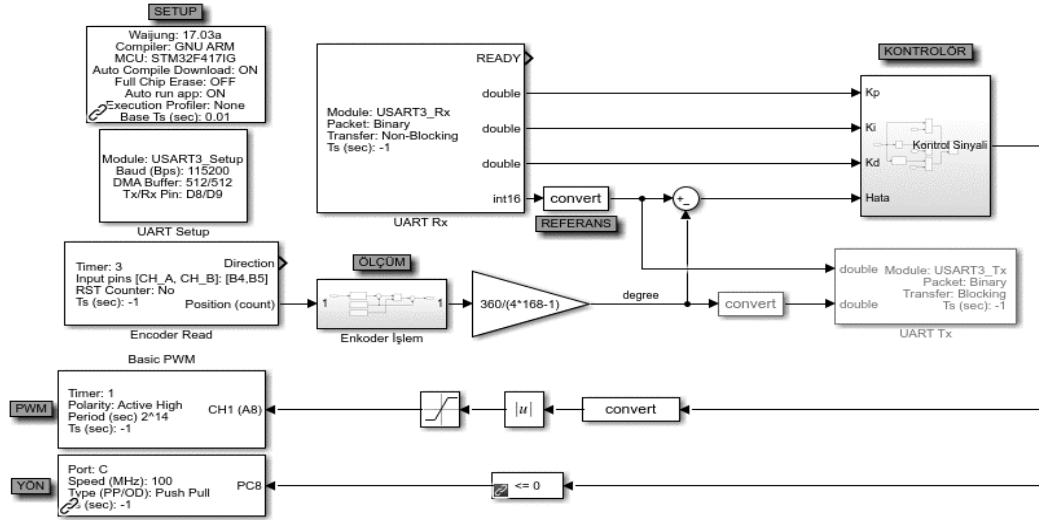 SETUP
Waijung: 17.03a
Compiler: GNU ARM
MCU: STM32F417IG
Auto Compile Download: ON
Full Chip Erase: OFF
Auto run app: ON
Execution Profiler: None
Base Ts (sec): 0.01
Module: USART3_Setup
Baud (Bps): 115200
DMA Buffer: 512/512
Tx/Rx Pin: D8/D9
UART Setup
READY
double
double
double
int16
Module: USART3_Rx
Packet: Binary
Transfer: Non-Blocking
Ts (sec): -1
UART Rx
convert
REFERANS
+
-
KONTROLÖR
Kp
Ki
Kd
Hata
Kontrol Sinyali
Timer: 3
Input pins [CH_A, CH_B]: [B4,B5]
RST Counter: No
Ts (sec): -1
Direction
Position (count)
Encoder Read
ÖLÇÜM
1
1
Enkoder İşlem
360/(4*168-1)
degree
convert
double
double
Module: USART3_Tx
Packet: Binary
Transfer: Blocking
Ts (sec): -1
UART Tx
Basic PWM
PWM
Timer: 1
Polarity: Active High
Period (sec) 2^14
Ts (sec): -1
CH1 (A8)
|u|
convert
YÖN
Port: C
Speed (MHz): 100
Type (PP/OD): Push Pull
Ts (sec): -1
PC8
<= 0